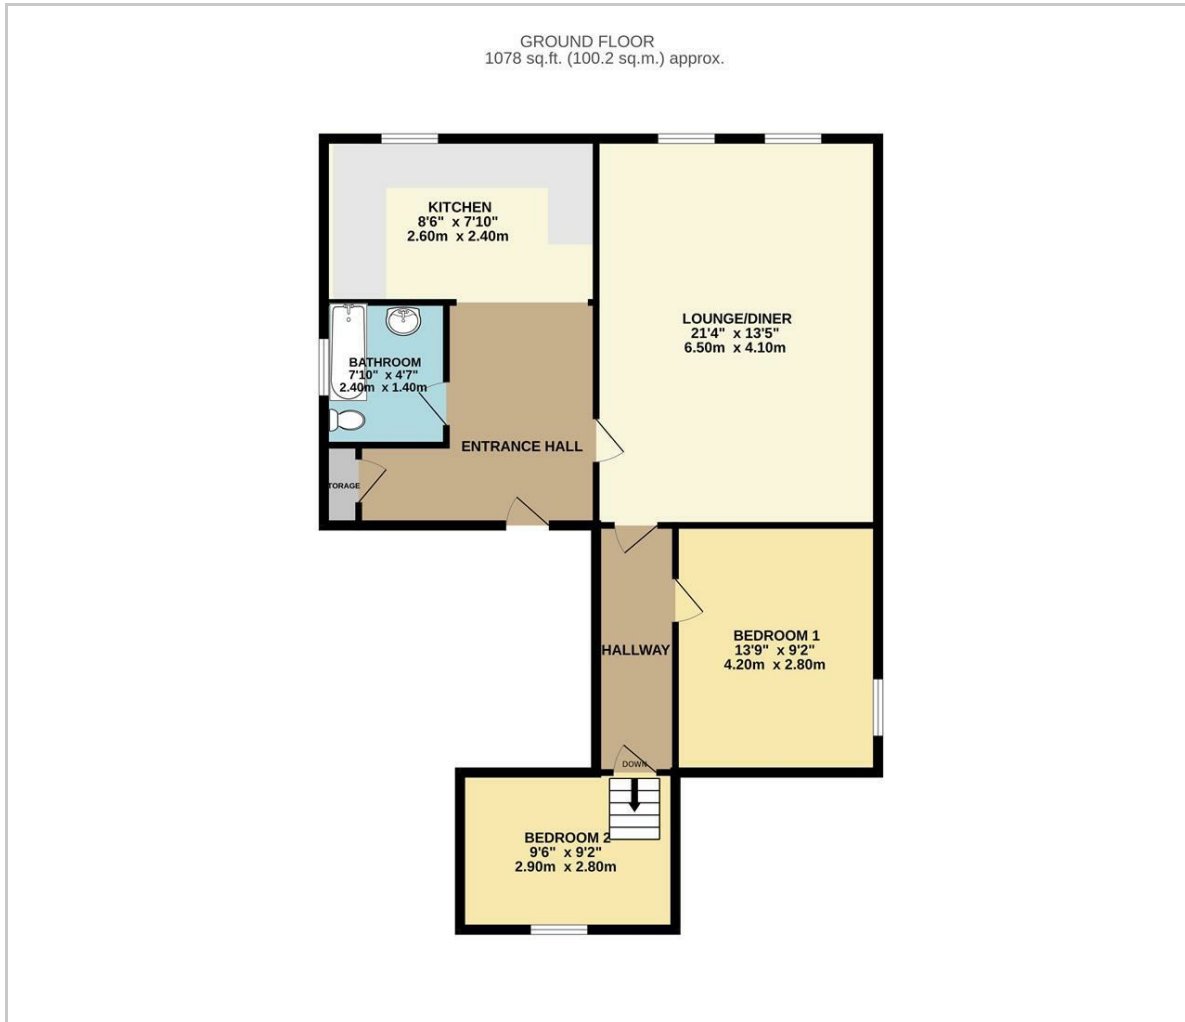 GROUND FLOOR
1078 sq.ft. (100.2 sq.m.) approx.
KITCHEN
8'6" x 7'10"
2.60m x 2.40m
LOUNGE/DINER
21'4" x 13'5"
6.50m x 4.10m
BATHROOM
7'10" x 4'7"
2.40m x 1.40m
ENTRANCE HALL
TORAGE
HALLWAY
BEDROOM 1
13'9" x 9'2"
4.20m x 2.80m
DOWN
BEDROOM 2
9'6" x 9'2"
2.90m x 2.80m